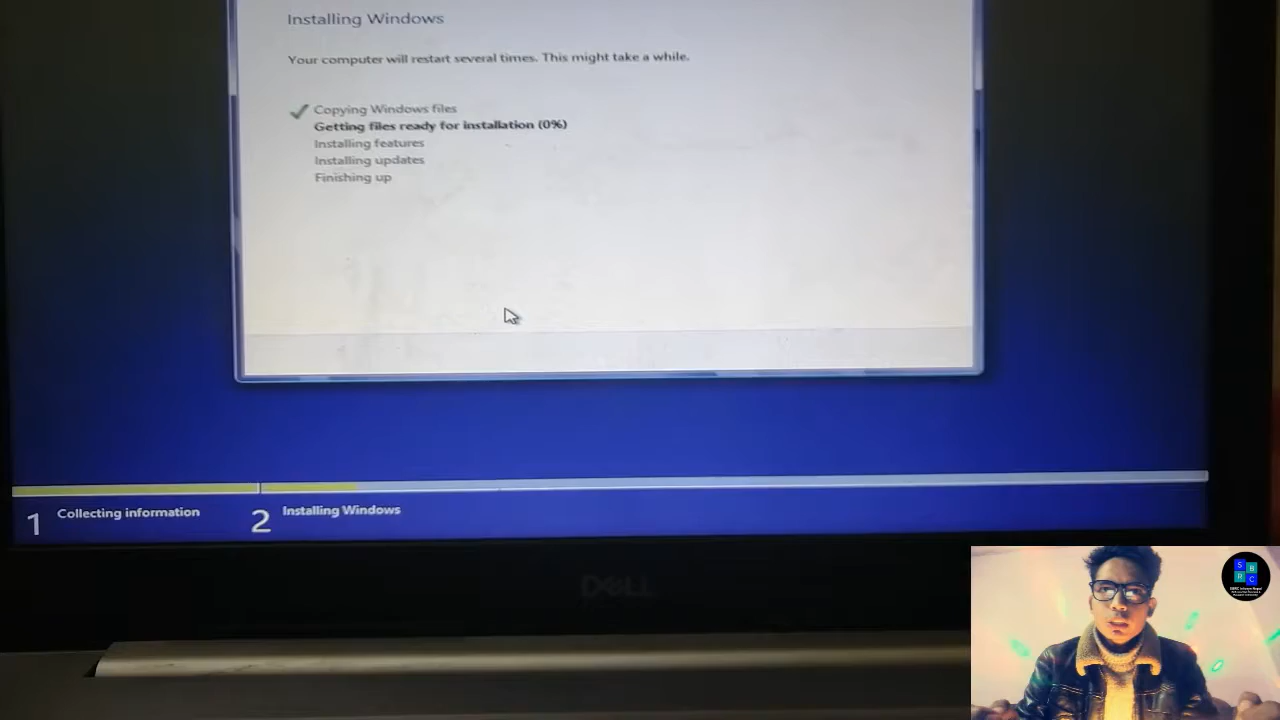 Installing Windows
Your computer will restart several times. This might take a while.
Copying Windows files
Getting files ready for installation (0%)
Installing features
Installing updates
Finishing up
1 Collecting information
2 Installing Windows
DELL
S B
R C